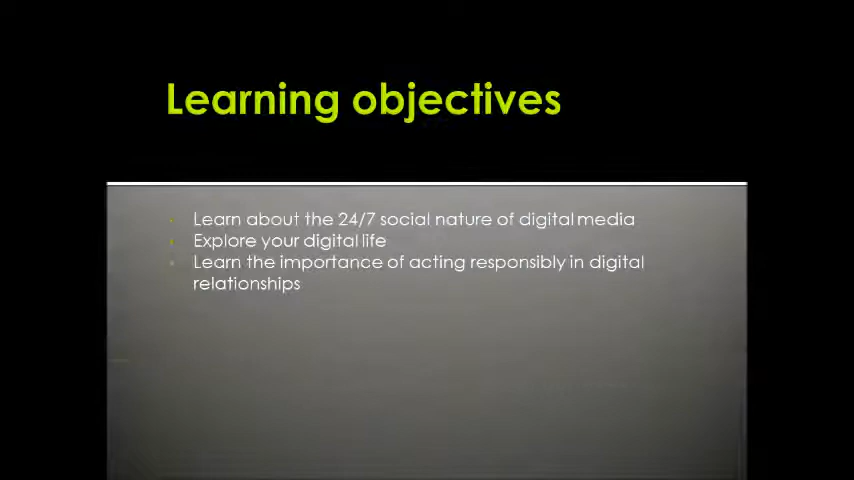 Learning objectives
Learn about the 24/7 social nature of digital media
Explore your digital life
Learn the importance of acting responsibly in digital
relationships